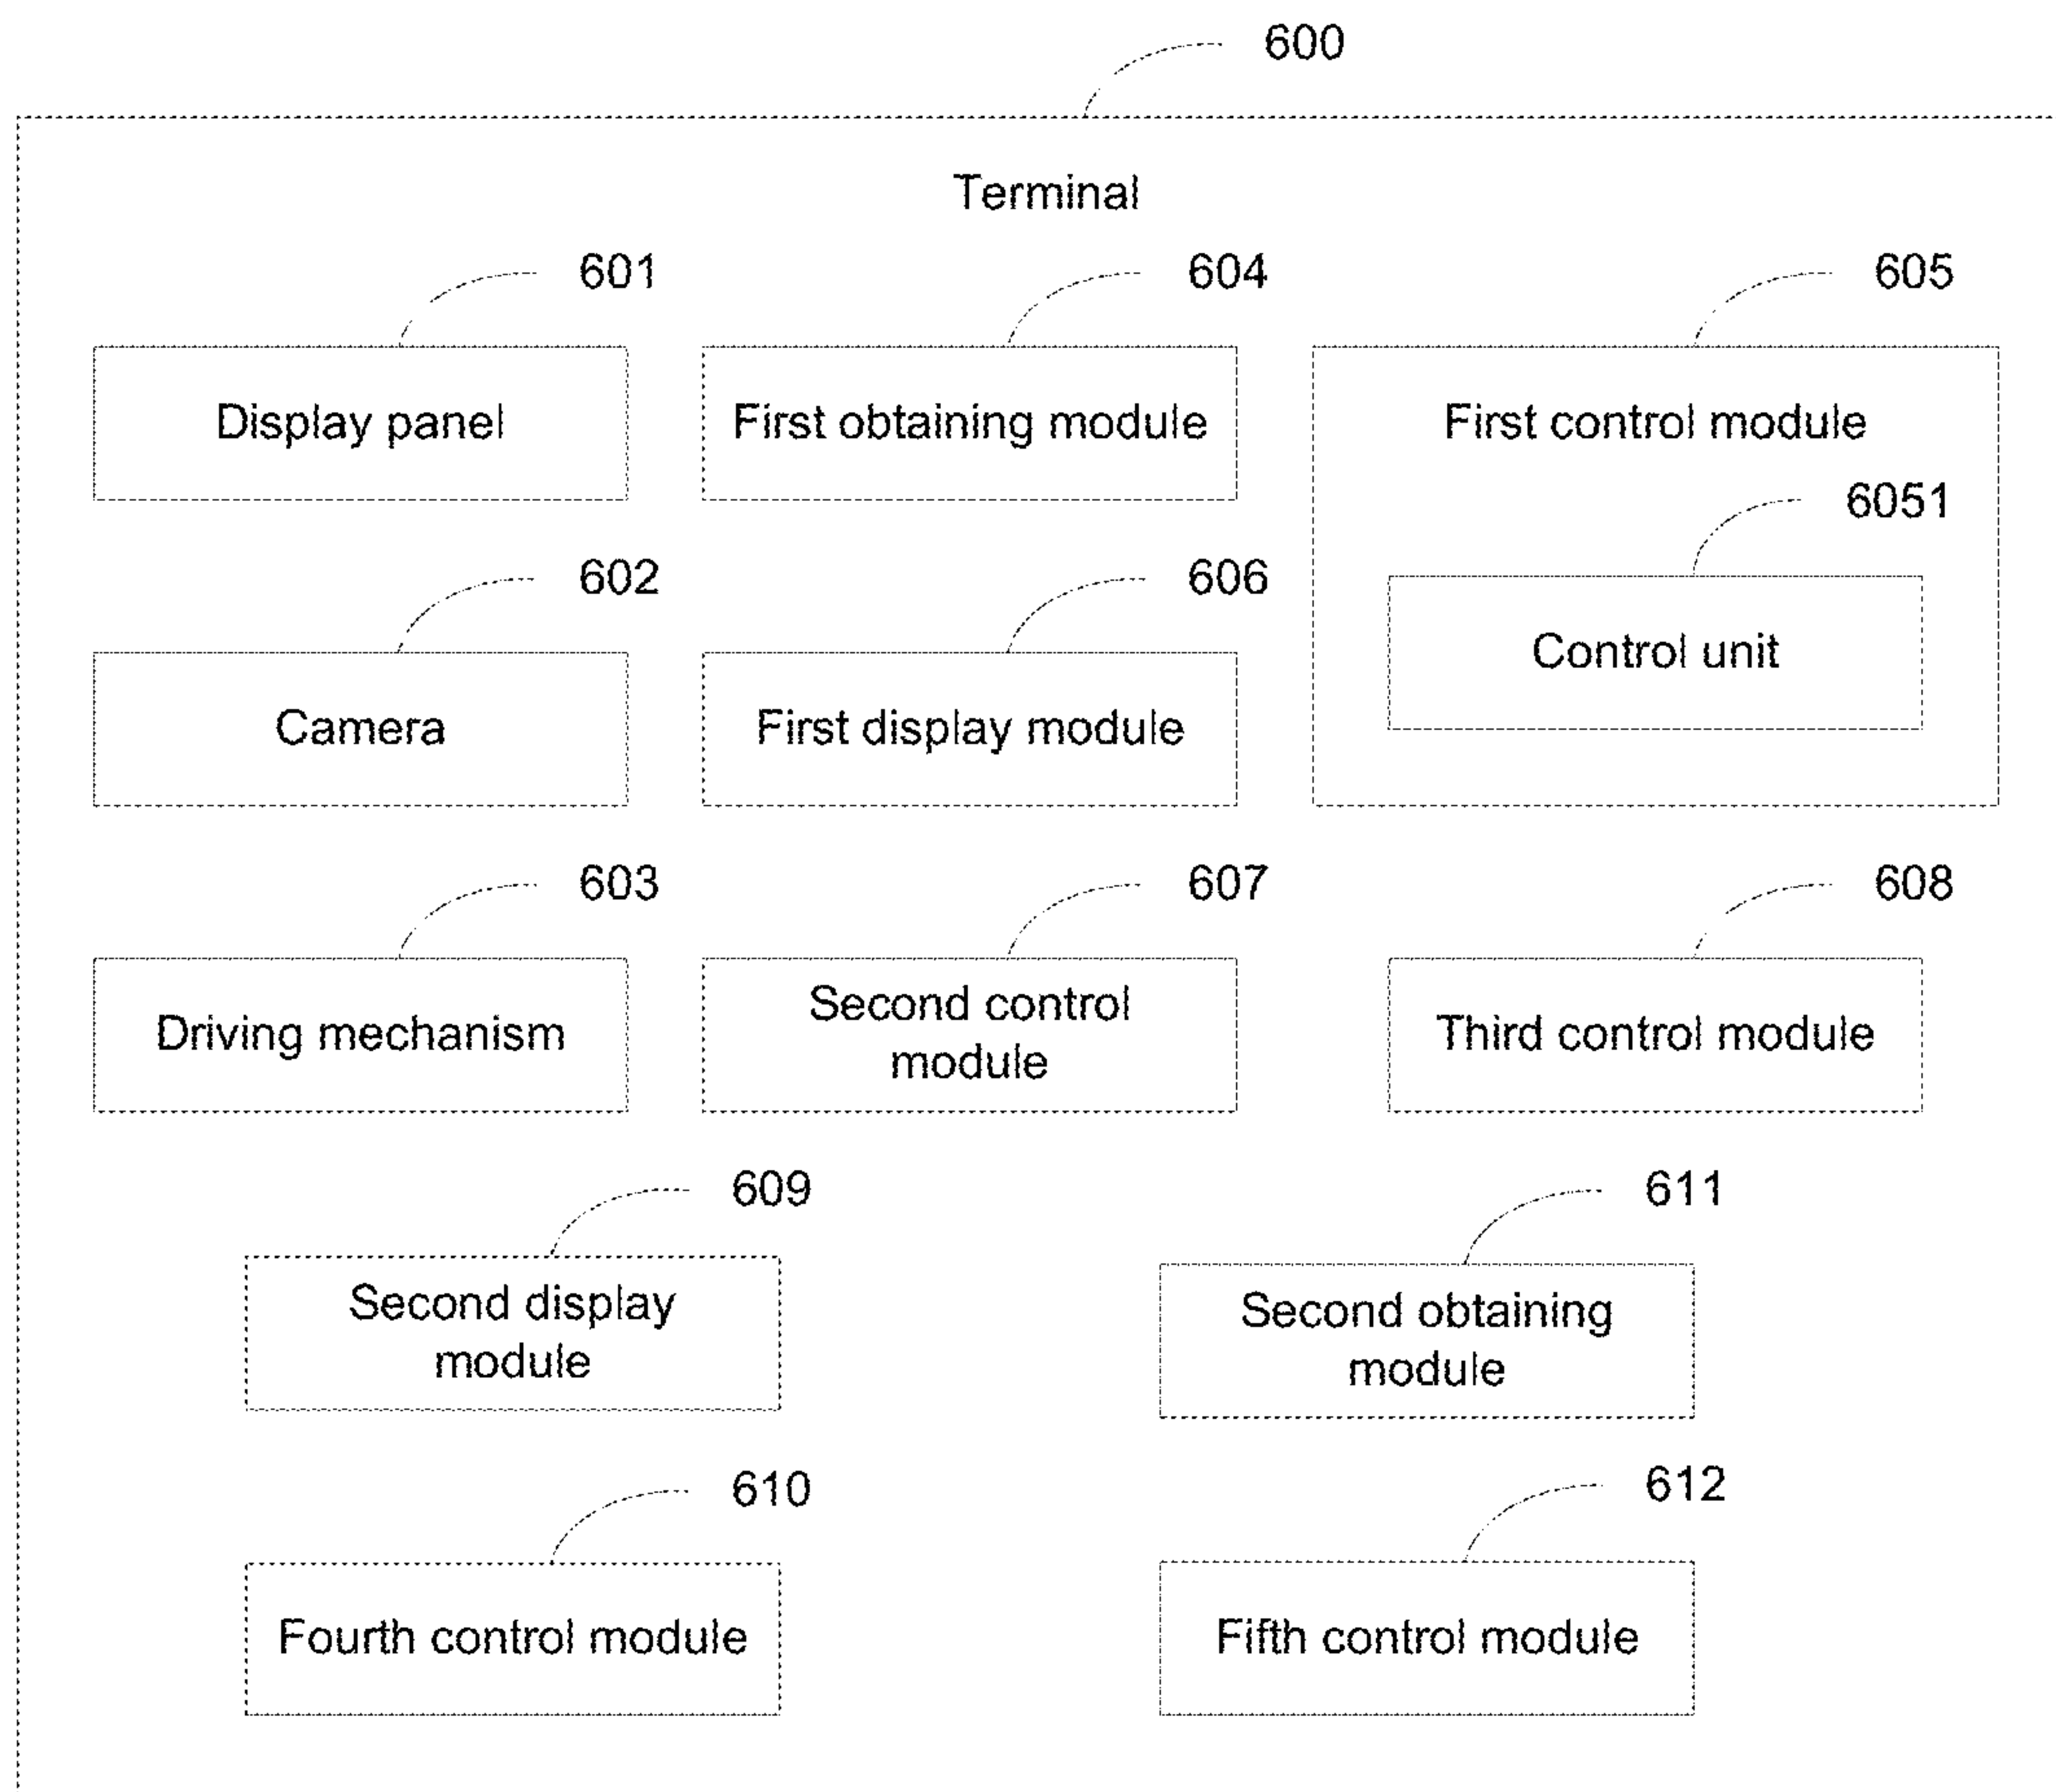 600
Terminal
601
604
605
Display panel
First obtaining module
First control module
6051
602
606
Control unit
Camera
First display module
603
607
608
Driving mechanism
Second control
module
Third control module
609
611
Second display
module
Second obtaining
module
610
612
Fourth control module
Fifth control module